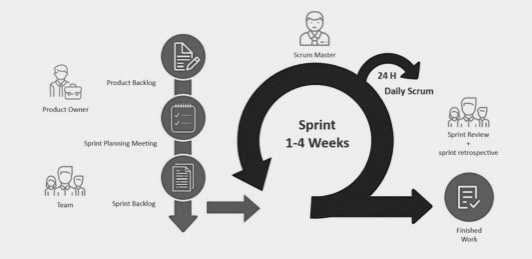 Scrum Master
24 H
Daily Scrum
Product Backlog
Product Owner
Sprint
1-4 Weeks
Sprint Planning Meeting
Sprint Review
+
sprint retrospective
Team
Sprint Backlog
Finished
Work